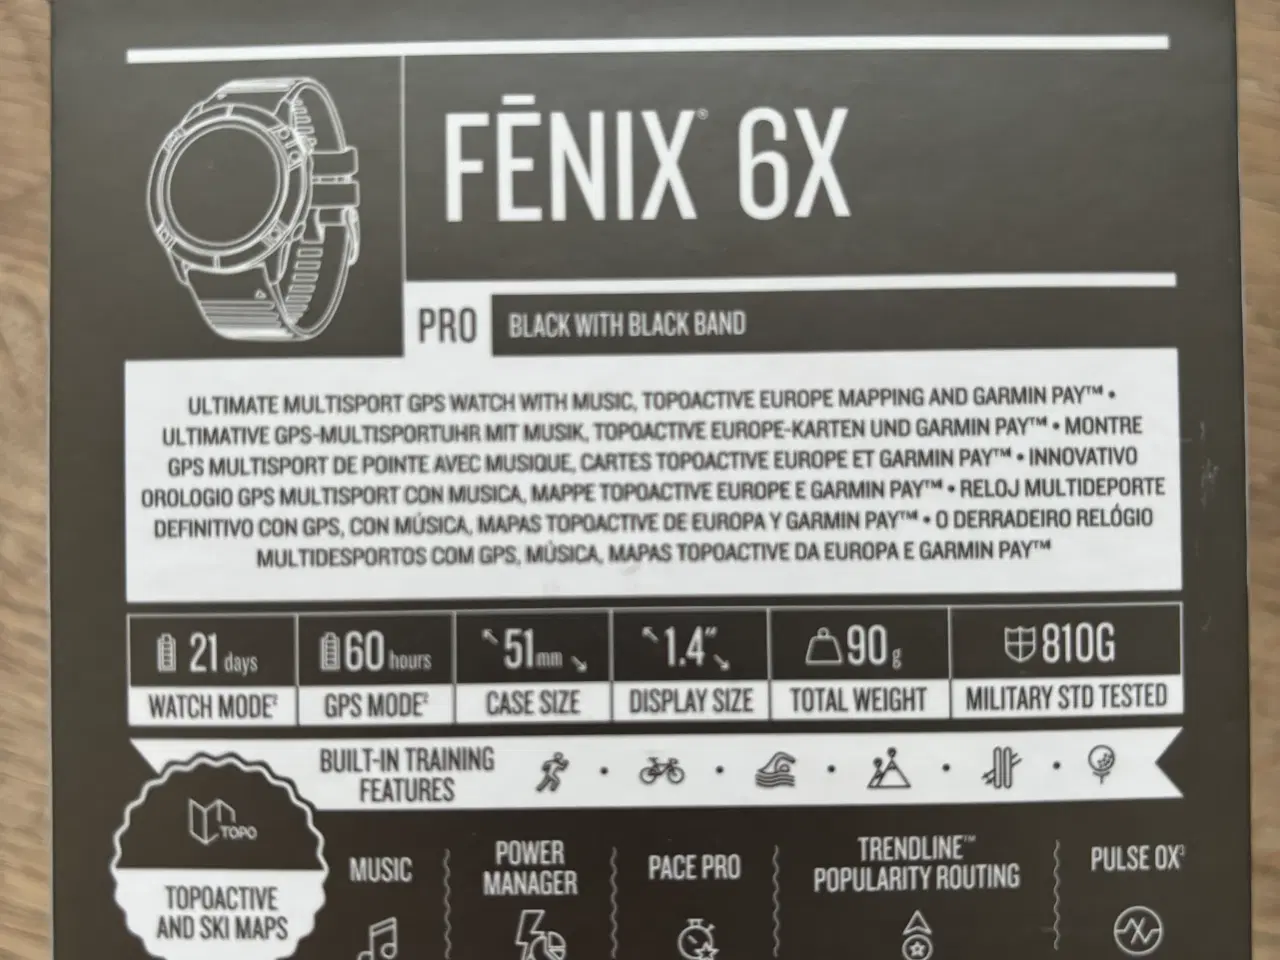 FĒNIX® 6X
PRO
BLACK WITH BLACK BAND
ULTIMATE MULTISPORT GPS WATCH WITH MUSIC, TOPOACTIVE EUROPE MAPPING AND GARMIN PAY™ •
ULTIMATIVE GPS-MULTISPORTUHR MIT MUSIK, TOPOACTIVE EUROPE-KARTEN UND GARMIN PAY™ • MONTRE
GPS MULTISPORT DE POINTE AVEC MUSIQUE, CARTES TOPOACTIVE EUROPE ET GARMIN PAY™ • INNOVATIVO
OROLOGIO GPS MULTISPORT CON MUSICA, MAPPE TOPOACTIVE EUROPE E GARMIN PAY™ • RELOJ MULTIDEPORTE
DEFINITIVO CON GPS, CON MÚSICA, MAPAS TOPOACTIVE DE EUROPA Y GARMIN PAY™ • O DERRADEIRO RELÓGIO
MULTIDESPORTOS COM GPS, MÚSICA, MAPAS TOPOACTIVE DA EUROPA E GARMIN PAY™
21 days
WATCH MODE²
60 hours
GPS MODE²
51mm
CASE SIZE
1.4″
DISPLAY SIZE
90 g
TOTAL WEIGHT
810G
MILITARY STD TESTED
BUILT-IN TRAINING
FEATURES
TOPO
TOPOACTIVE
AND SKI MAPS
MUSIC
POWER
MANAGER
PACE PRO
TRENDLINE™
POPULARITY ROUTING
PULSE OX³